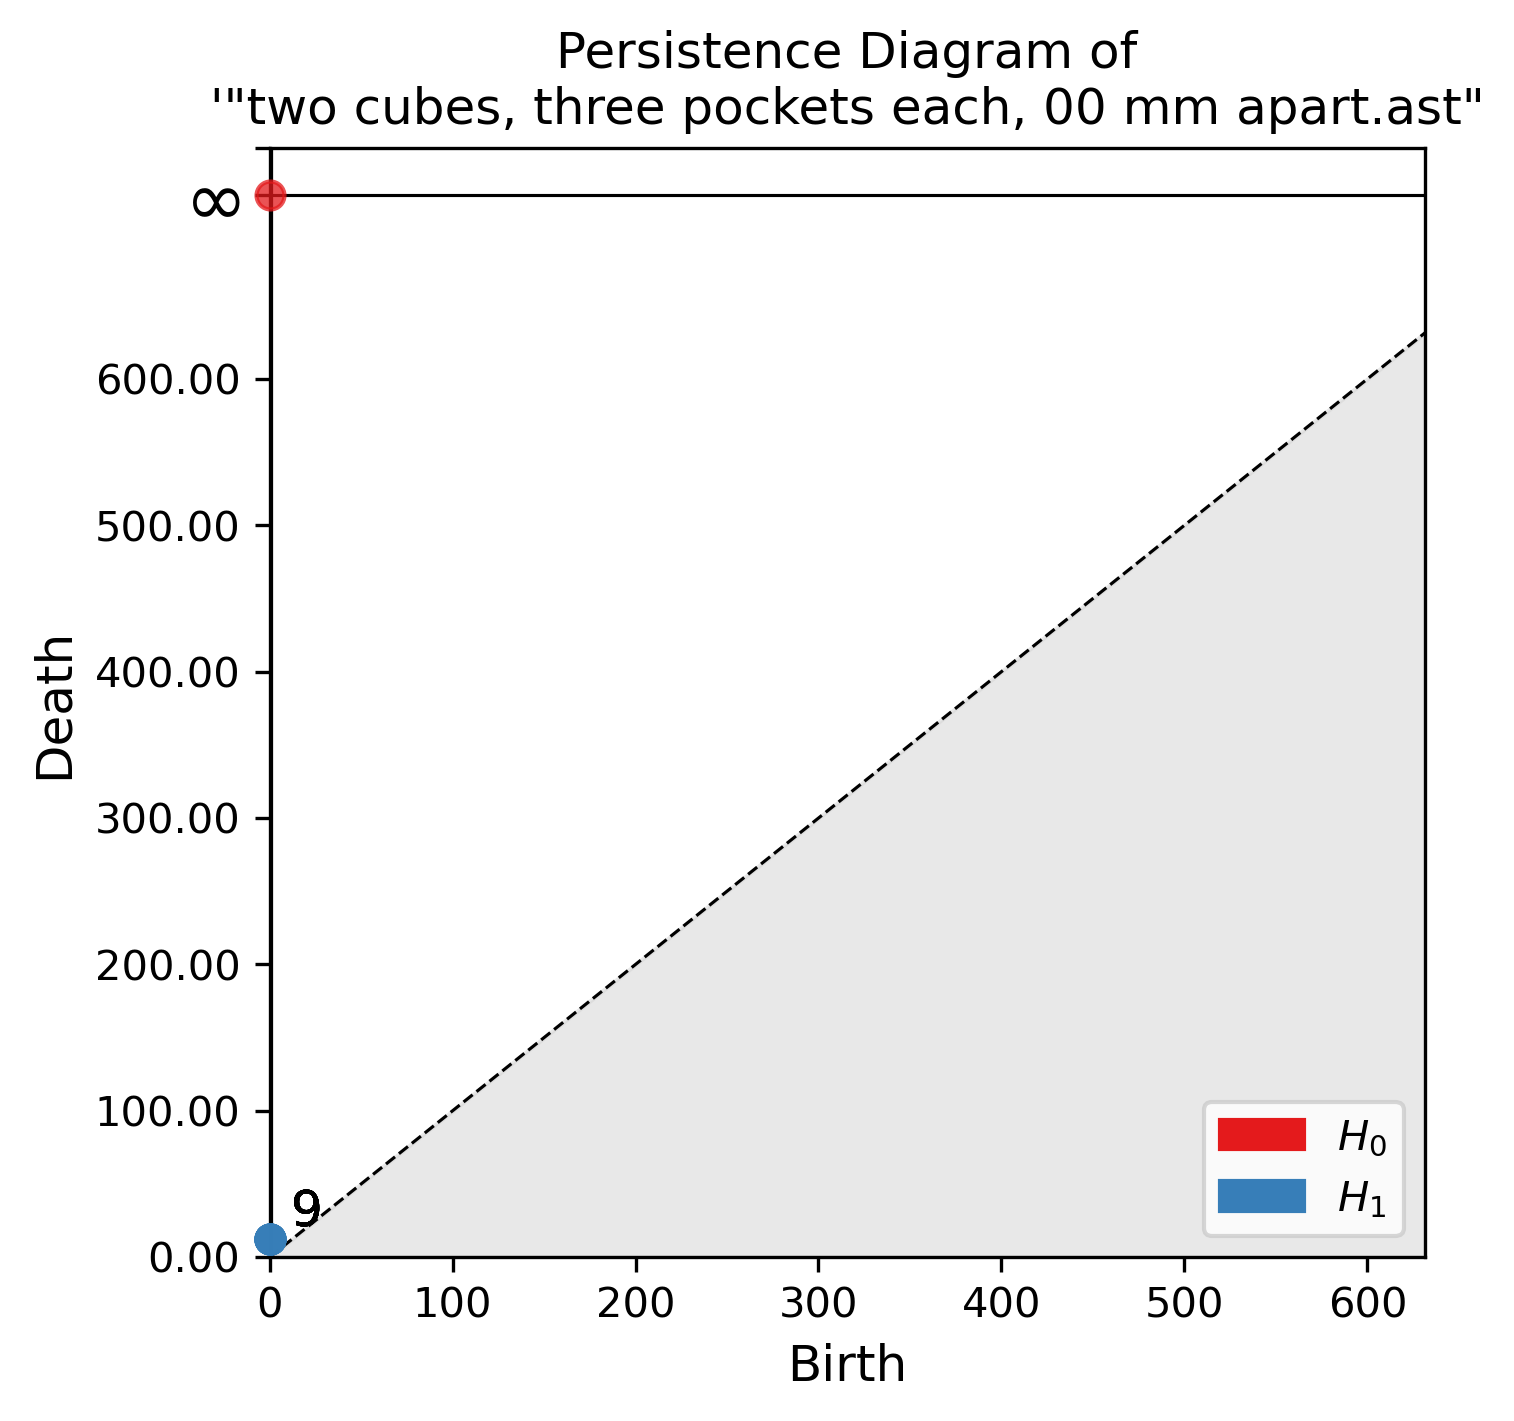 Persistence Diagram of
'"two cubes, three pockets each, 00 mm apart.ast"
∞
600.00
500.00
400.00
300.00
200.00
100.00
0.00
Death
9
0 100 200 300 400 500 600
Birth
H₀
H₁